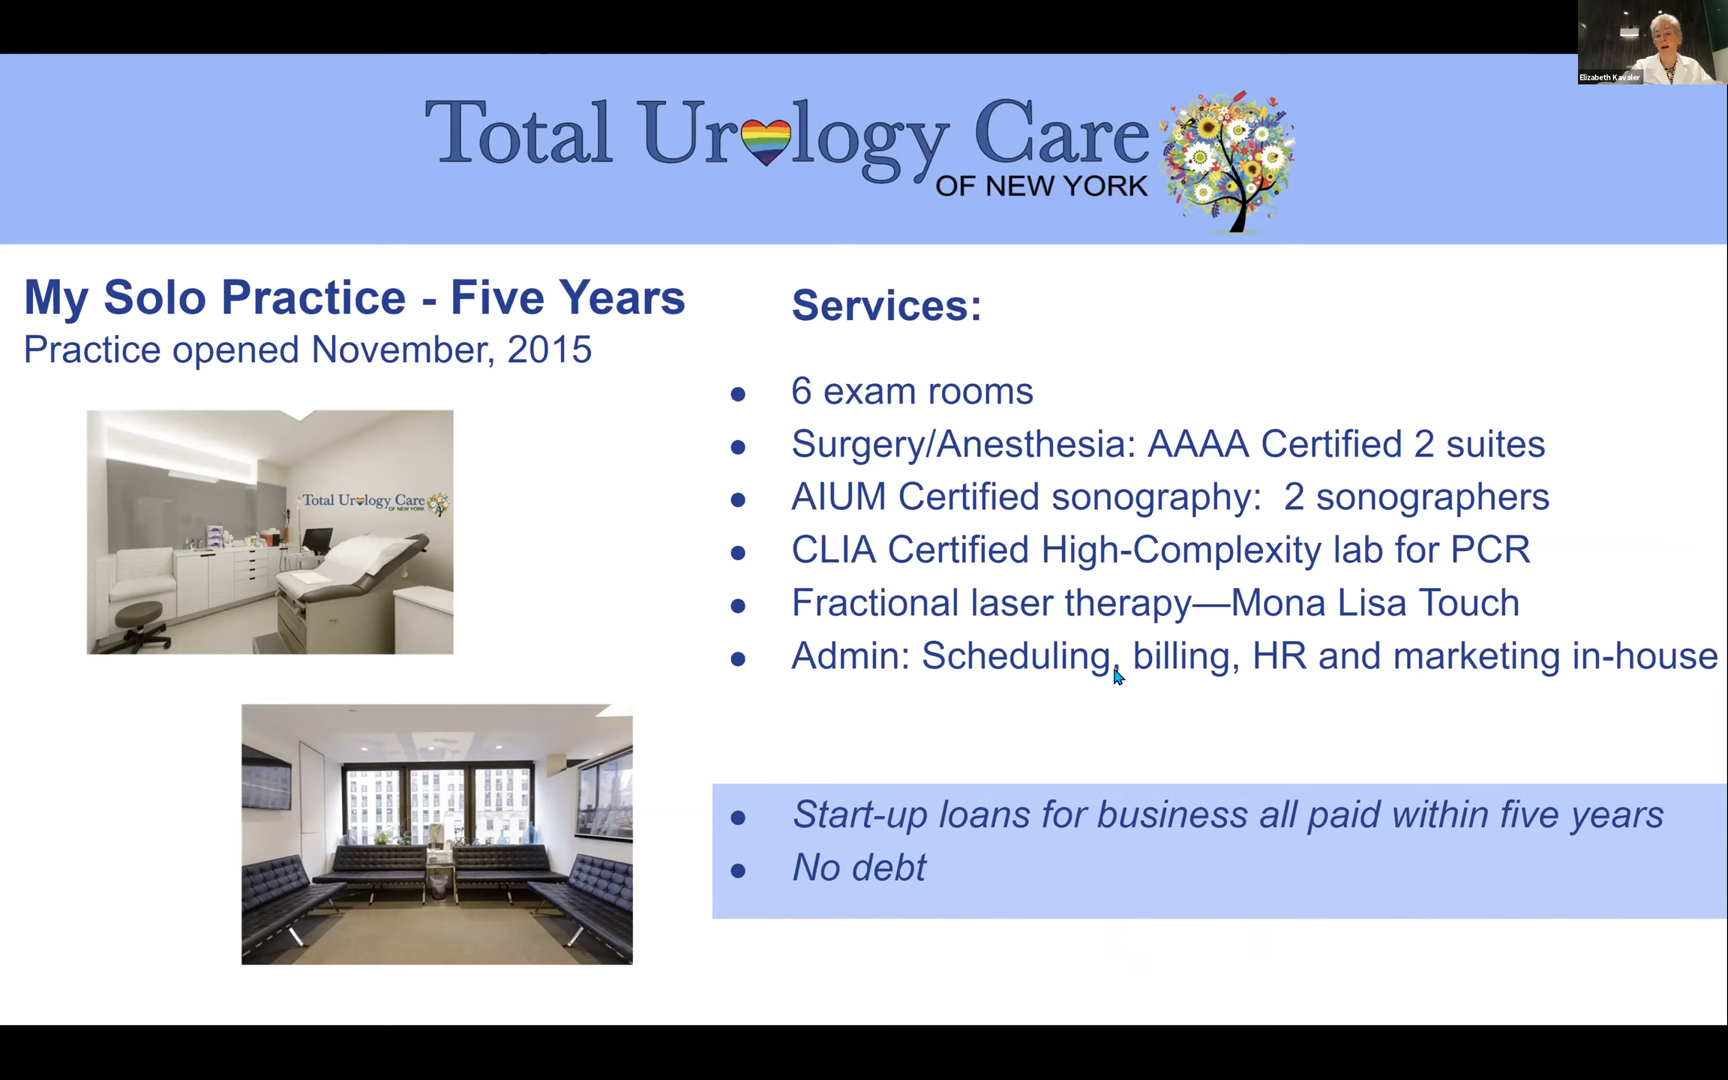 Elizabeth Kavaler
Total Urology Care
OF NEW YORK
My Solo Practice - Five Years
Practice opened November, 2015
Total Urology Care
OF NEW YORK
Services:
● 6 exam rooms
● Surgery/Anesthesia: AAAA Certified 2 suites
● AIUM Certified sonography: 2 sonographers
● CLIA Certified High-Complexity lab for PCR
● Fractional laser therapy—Mona Lisa Touch
● Admin: Scheduling, billing, HR and marketing in-house
● Start-up loans for business all paid within five years
● No debt